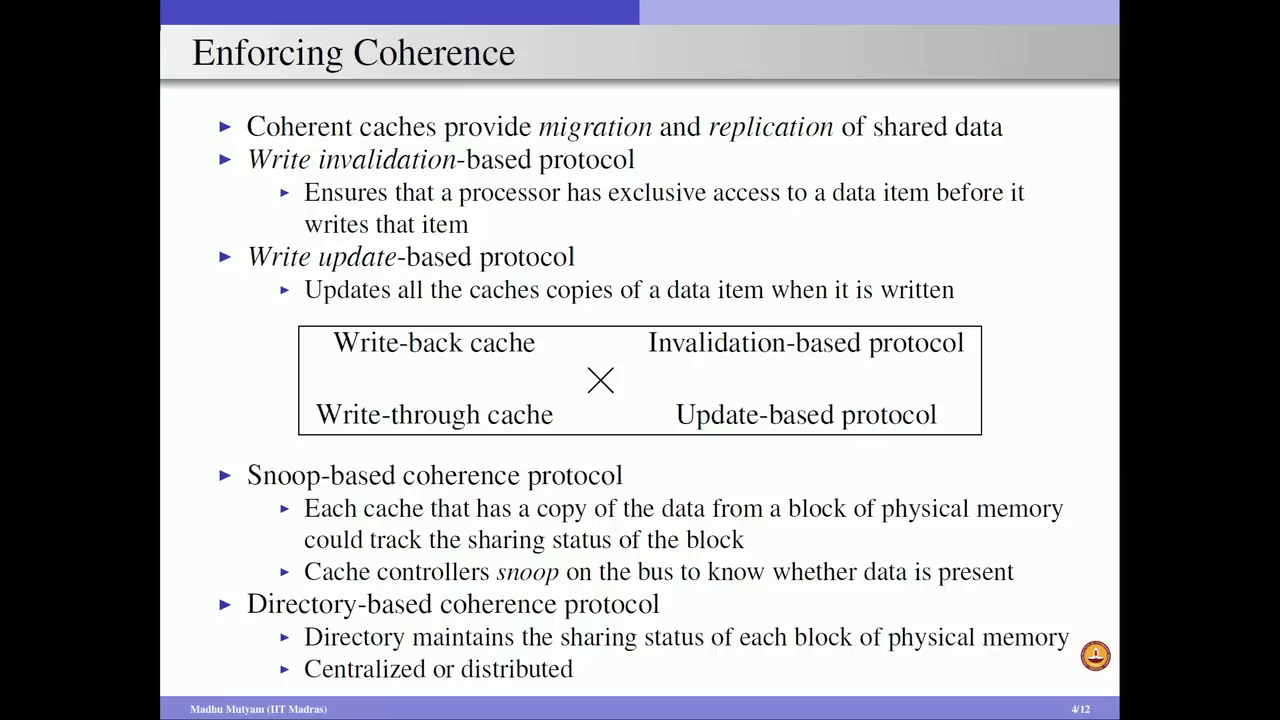 Enforcing Coherence
Coherent caches provide migration and replication of shared data
Write invalidation-based protocol
Ensures that a processor has exclusive access to a data item before it
writes that item
Write update-based protocol
Updates all the caches copies of a data item when it is written
Write-back cache Invalidation-based protocol
×
Write-through cache Update-based protocol
Snoop-based coherence protocol
Each cache that has a copy of the data from a block of physical memory
could track the sharing status of the block
Cache controllers snoop on the bus to know whether data is present
Directory-based coherence protocol
Directory maintains the sharing status of each block of physical memory
Centralized or distributed
Madhu Mutyam (IIT Madras) 4/12